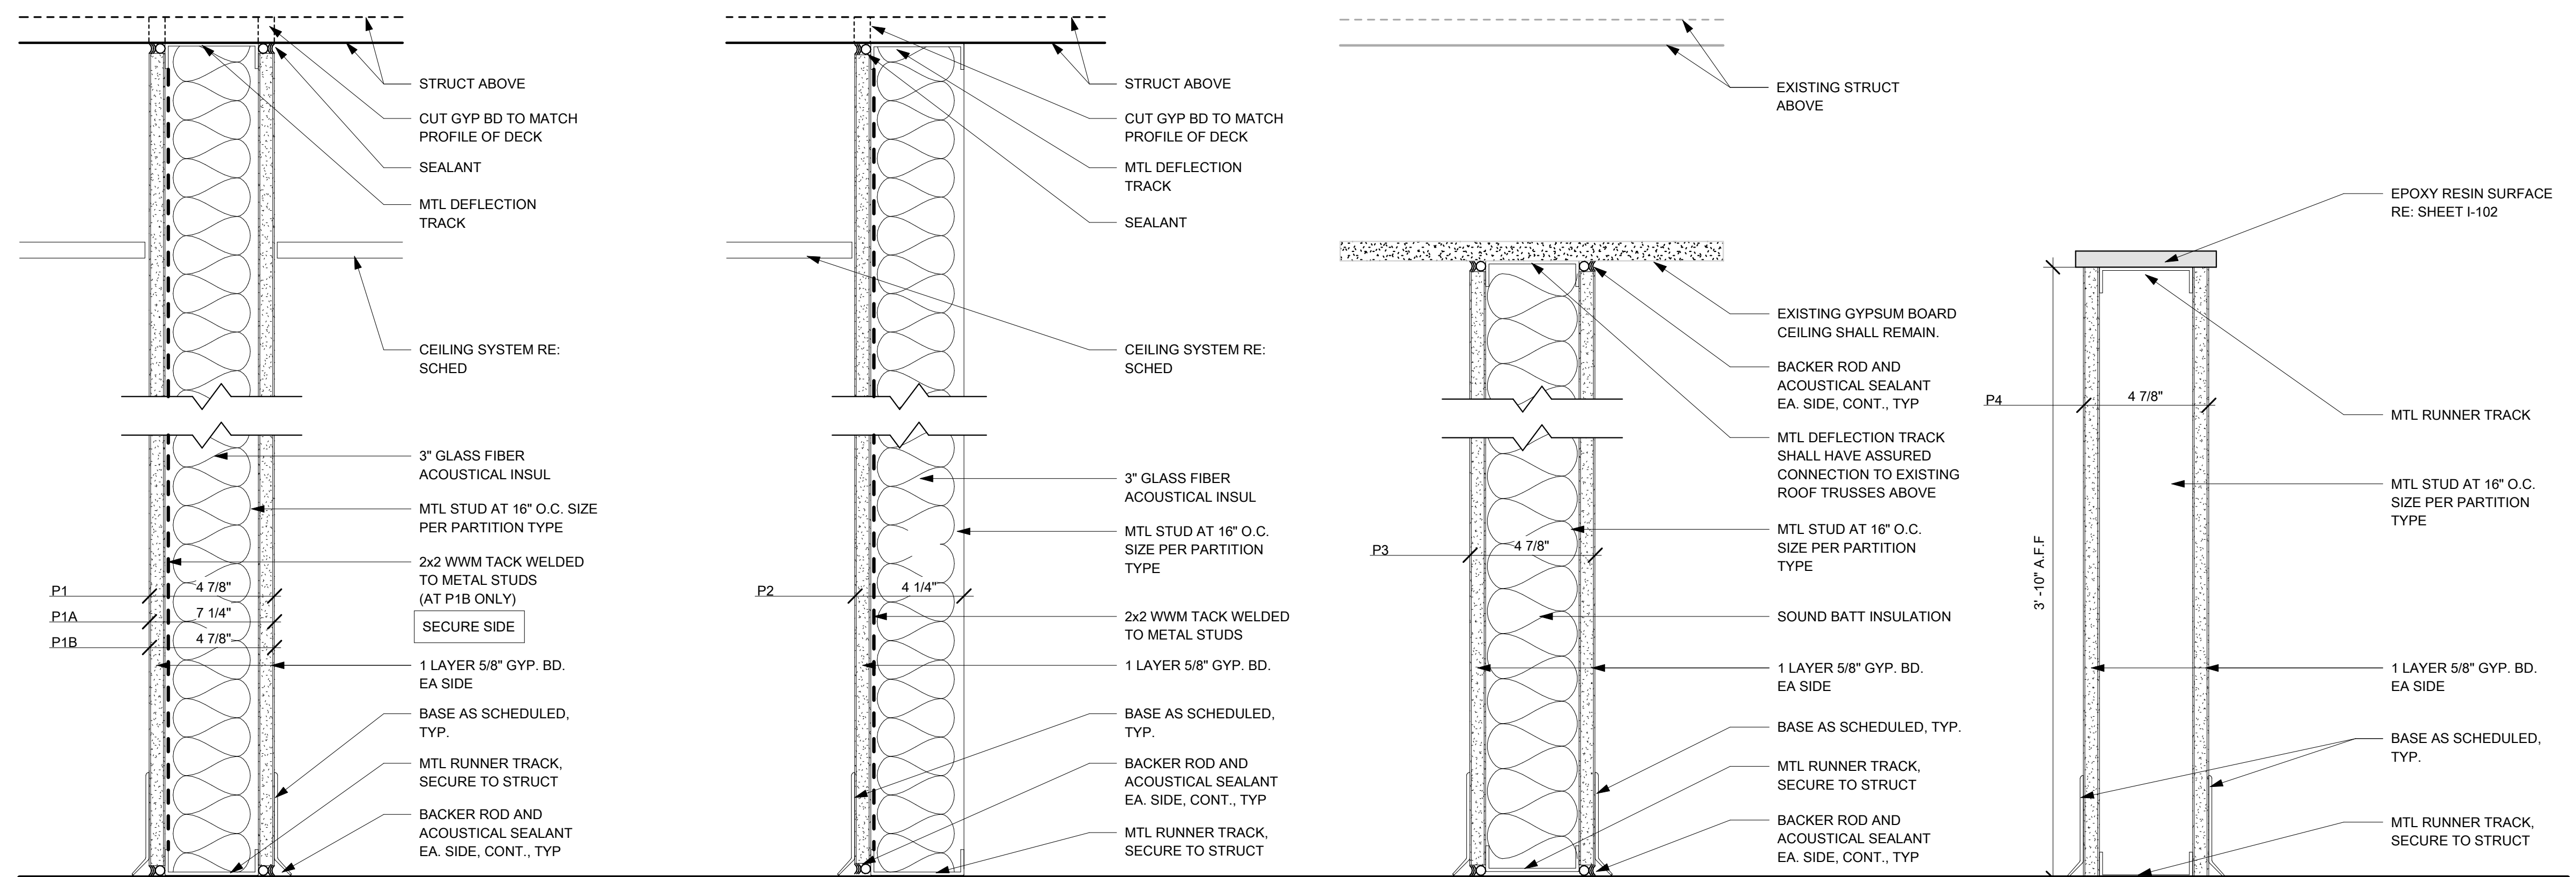 STRUCT ABOVE
CUT GYP BD TO MATCH
PROFILE OF DECK
SEALANT
MTL DEFLECTION
TRACK
CEILING SYSTEM RE:
SCHED
3" GLASS FIBER
ACOUSTICAL INSUL
MTL STUD AT 16" O.C. SIZE
PER PARTITION TYPE
2x2 WWM TACK WELDED
TO METAL STUDS
(AT P1B ONLY)
SECURE SIDE
P1
4 7/8"
P1A
7 1/4"
P1B
4 7/8"
1 LAYER 5/8" GYP. BD.
EA SIDE
BASE AS SCHEDULED,
TYP.
MTL RUNNER TRACK,
SECURE TO STRUCT
BACKER ROD AND
ACOUSTICAL SEALANT
EA. SIDE, CONT., TYP
STRUCT ABOVE
CUT GYP BD TO MATCH
PROFILE OF DECK
MTL DEFLECTION
TRACK
SEALANT
CEILING SYSTEM RE:
SCHED
3" GLASS FIBER
ACOUSTICAL INSUL
MTL STUD AT 16" O.C.
SIZE PER PARTITION
TYPE
P2
4 1/4"
2x2 WWM TACK WELDED
TO METAL STUDS
1 LAYER 5/8" GYP. BD.
BASE AS SCHEDULED,
TYP.
BACKER ROD AND
ACOUSTICAL SEALANT
EA. SIDE, CONT., TYP
MTL RUNNER TRACK,
SECURE TO STRUCT
EXISTING STRUCT
ABOVE
EXISTING GYPSUM BOARD
CEILING SHALL REMAIN.
BACKER ROD AND
ACOUSTICAL SEALANT
EA. SIDE, CONT., TYP
MTL DEFLECTION TRACK
SHALL HAVE ASSURED
CONNECTION TO EXISTING
ROOF TRUSSES ABOVE
MTL STUD AT 16" O.C.
SIZE PER PARTITION
TYPE
P3
4 7/8"
SOUND BATT INSULATION
1 LAYER 5/8" GYP. BD.
EA SIDE
BASE AS SCHEDULED, TYP.
MTL RUNNER TRACK,
SECURE TO STRUCT
BACKER ROD AND
ACOUSTICAL SEALANT
EA. SIDE, CONT., TYP
EPOXY RESIN SURFACE
RE: SHEET I-102
P4
4 7/8"
MTL RUNNER TRACK
MTL STUD AT 16" O.C.
SIZE PER PARTITION
TYPE
3' -10" A.F.F
1 LAYER 5/8" GYP. BD.
EA SIDE
BASE AS SCHEDULED,
TYP.
MTL RUNNER TRACK,
SECURE TO STRUCT